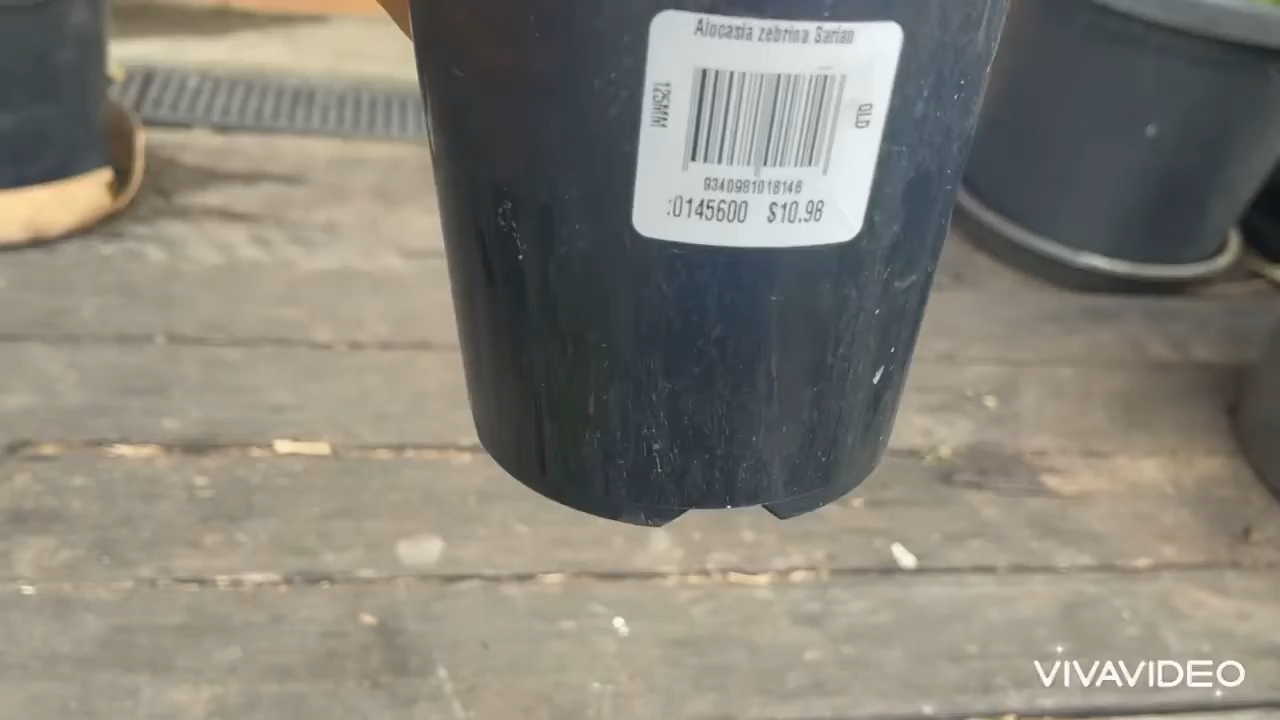 Alocasia zebrina Sarian
125MM
QLD
9340981018146
:0145600 $10.98
VIVAVIDEO